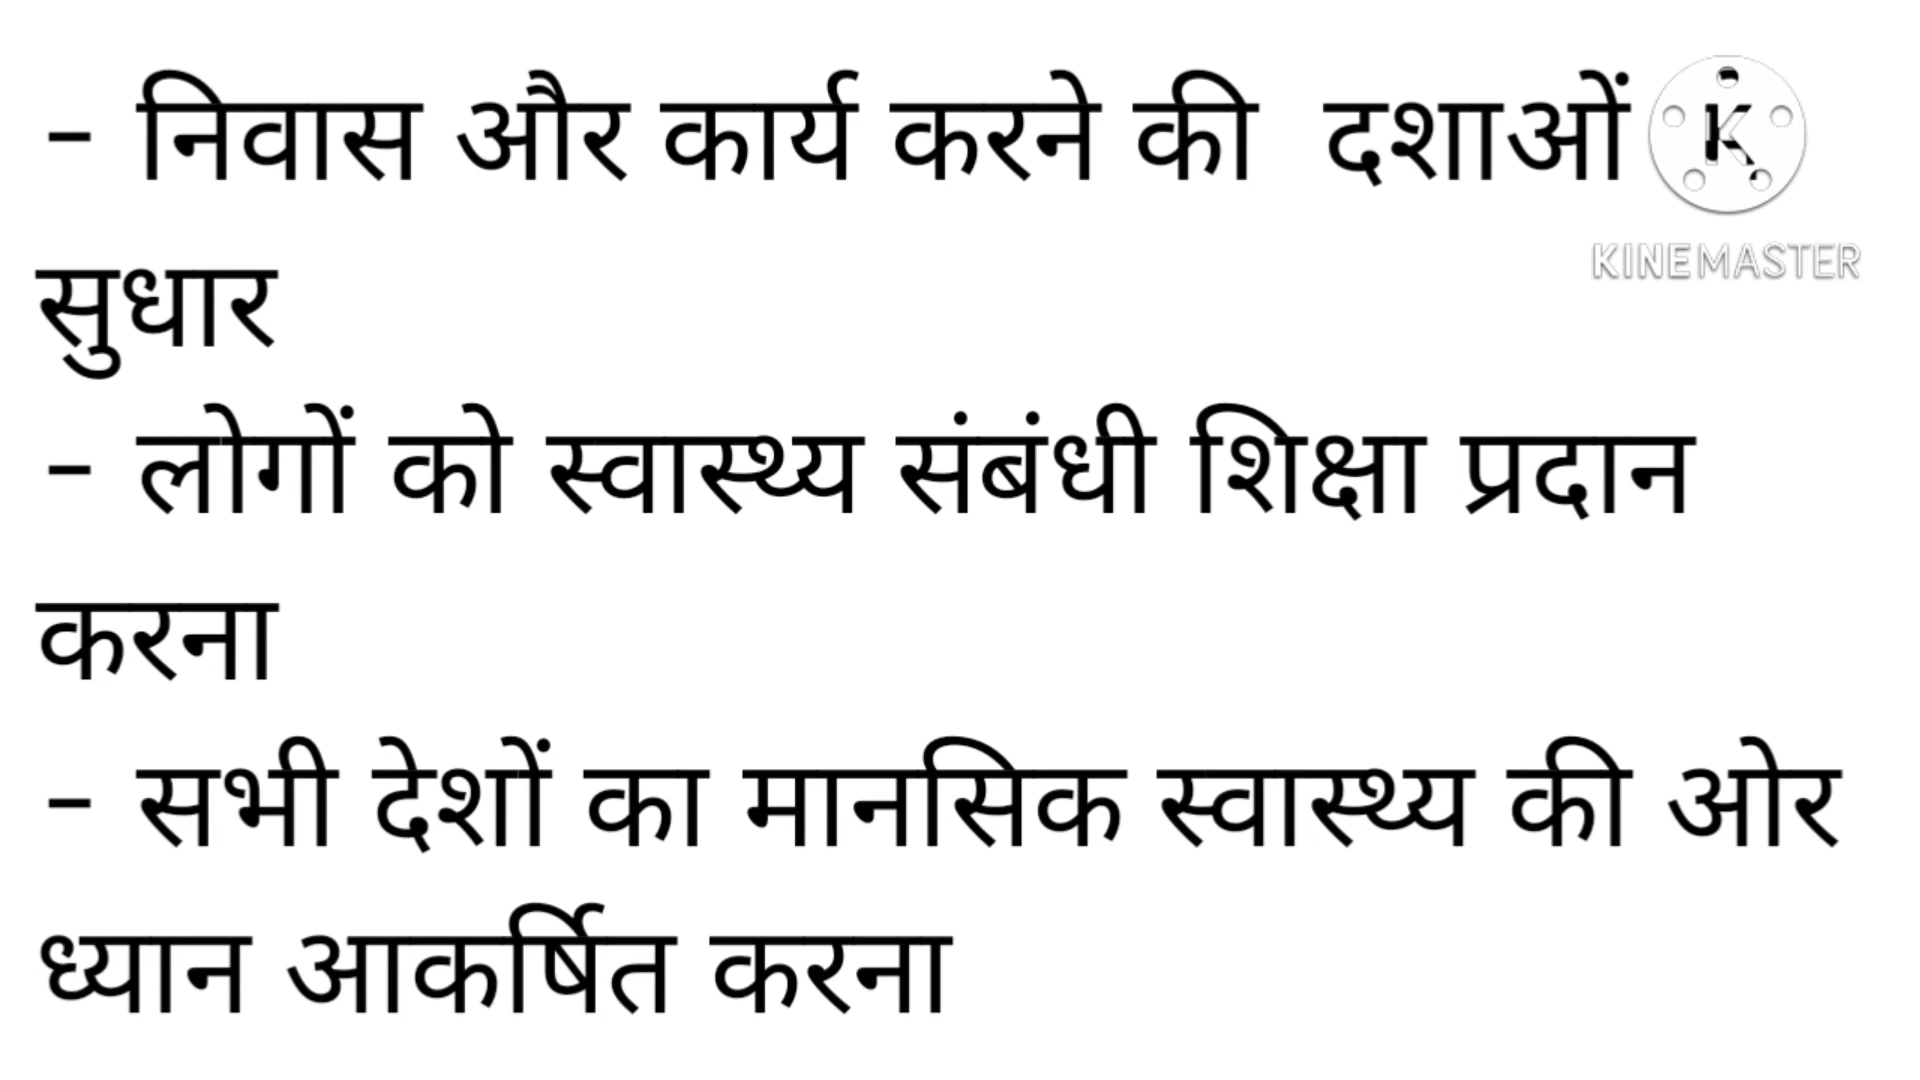 - निवास और कार्य करने की दशाओं
K
KINEMASTER
सुधार
- लोगों को स्वास्थ्य संबंधी शिक्षा प्रदान
करना
- सभी देशों का मानसिक स्वास्थ्य की ओर
ध्यान आकर्षित करना